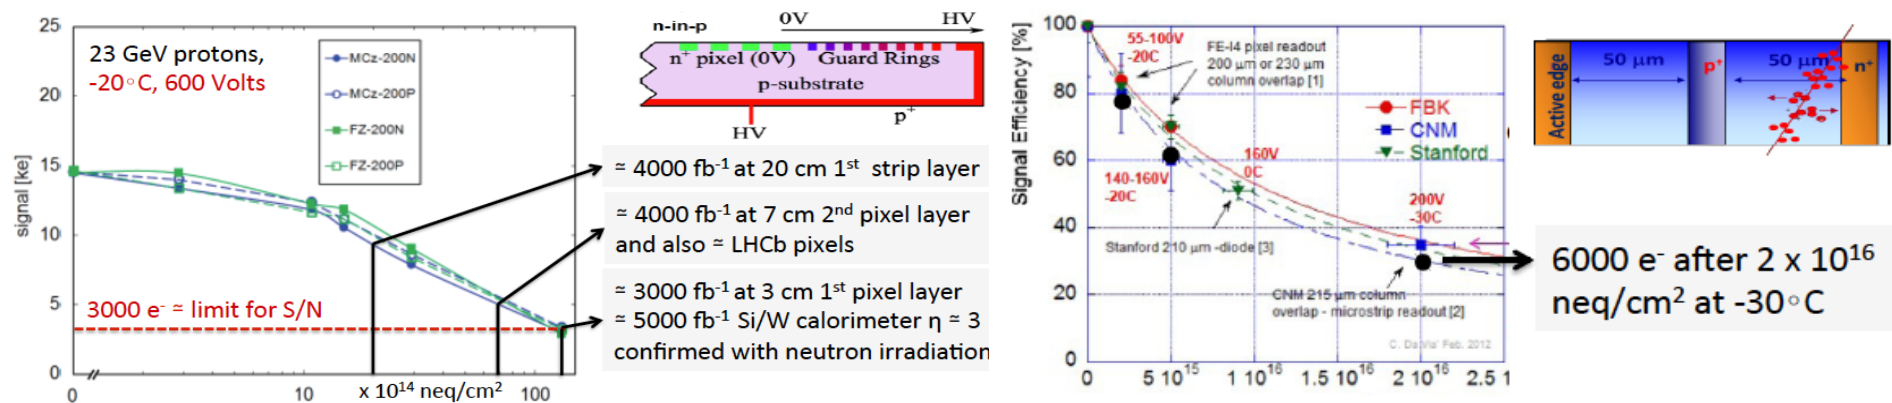 25
20
15
10
5
0
signal [ke]
23 GeV protons,
-20°C, 600 Volts
MCz-200N
MCz-200P
FZ-200N
FZ-200P
3000 e- ≃ limit for S/N
0
10
100
x 10¹⁴ neq/cm²
n-in-p
0V
HV
n⁺ pixel (0V)
Guard Rings
p-substrate
p⁺
HV
≃ 4000 fb⁻¹ at 20 cm 1ˢᵗ strip layer
≃ 4000 fb⁻¹ at 7 cm 2ⁿᵈ pixel layer
and also ≃ LHCb pixels
≃ 3000 fb⁻¹ at 3 cm 1ˢᵗ pixel layer
≃ 5000 fb⁻¹ Si/W calorimeter η ≃ 3
confirmed with neutron irradiation
Signal Efficiency [%]
100
80
60
40
20
0
55-100V
-20C
FE-I4 pixel readout
200 µm or 230 µm
column overlap [1]
FBK
CNM
Stanford
160V
0C
140-160V
-20C
200V
-30C
Stanford 210 µm -diode [3]
CNM 215 µm column
overlap - microstrip readout [2]
C. Da Via' Feb. 2012
0
5 10¹⁵
1 10¹⁶
1.5 10¹⁶
2 10¹⁶
2.5 1
Active edge
50 µm
p⁺
50 µm
n⁺
6000 e- after 2 x 10¹⁶
neq/cm² at -30°C